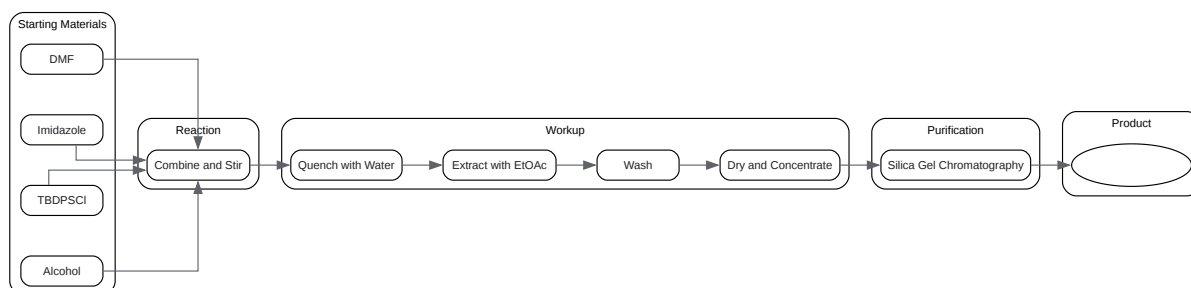 Starting Materials
DMF
Imidazole
TBDPSCl
Alcohol
Reaction
Combine and Stir
Workup
Quench with Water
Extract with EtOAc
Wash
Dry and Concentrate
Purification
Silica Gel Chromatography
Product